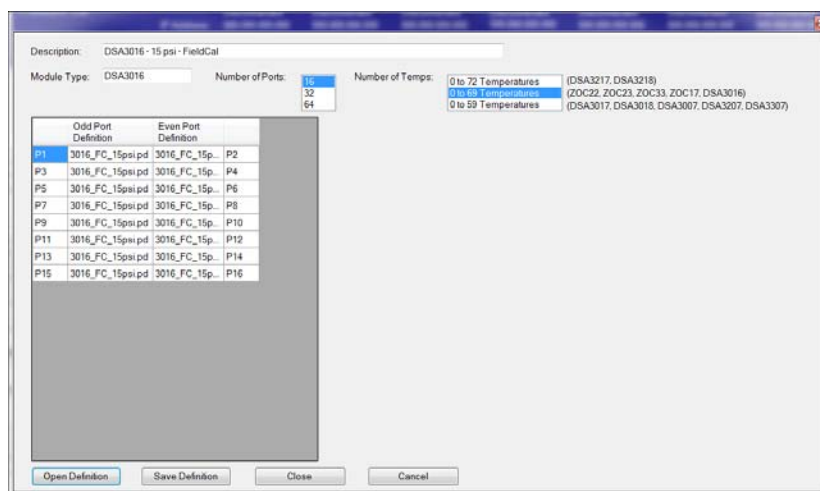 Description: DSA3016 - 15 psi - FieldCal
Module Type: DSA3016 Number of Ports: 16 Number of Temps: 0 to 72 Temperatures (DSA3217, DSA3218)
32 0 to 69 Temperatures (ZOC22, ZOC23, ZOC33, ZOC17, DSA3016)
64 0 to 59 Temperatures (DSA3017, DSA3018, DSA3007, DSA3207, DSA3307)
Odd Port Even Port
Definition Definition
P1 3016_FC_15psi.pd 3016_FC_15p... P2
P3 3016_FC_15psi.pd 3016_FC_15p... P4
P5 3016_FC_15psi.pd 3016_FC_15p... P6
P7 3016_FC_15psi.pd 3016_FC_15p... P8
P9 3016_FC_15psi.pd 3016_FC_15p... P10
P11 3016_FC_15psi.pd 3016_FC_15p... P12
P13 3016_FC_15psi.pd 3016_FC_15p... P14
P15 3016_FC_15psi.pd 3016_FC_15p... P16
Open Definition Save Definition Close Cancel